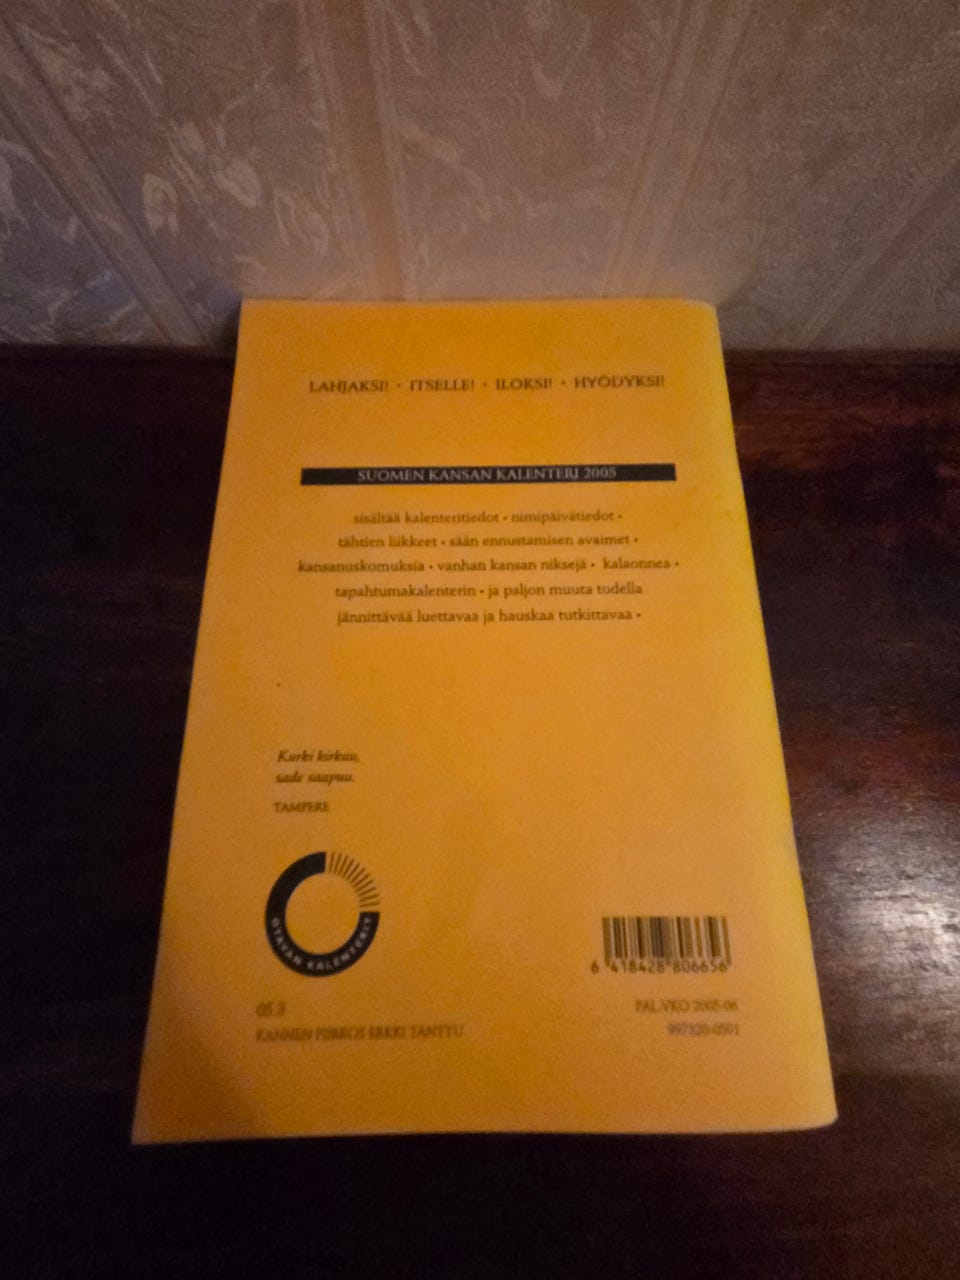 LAHJAKSI! • ITSELLE! • ILOKSI! • HYÖDYKSI!
SUOMEN KANSAN KALENTERI 2005
sisältää kalenteritiedot • nimipäivätiedot •
tähtien liikkeet • sään ennustamisen avaimet •
kansanuskomuksia • vanhan kansan niksejä • kalaonnea •
tapahtumakalenterin • ja paljon muuta todella
jännittävää luettavaa ja hauskaa tutkittavaa •
Kurki kirkuu,
sade saapuu.
TAMPERE
OTAVAN KALENTERIT
6 418428 806656
05.3
KANNEN PIIRROS ERKKI TANTTU
PAL.VKO 2005-06
997320-0501